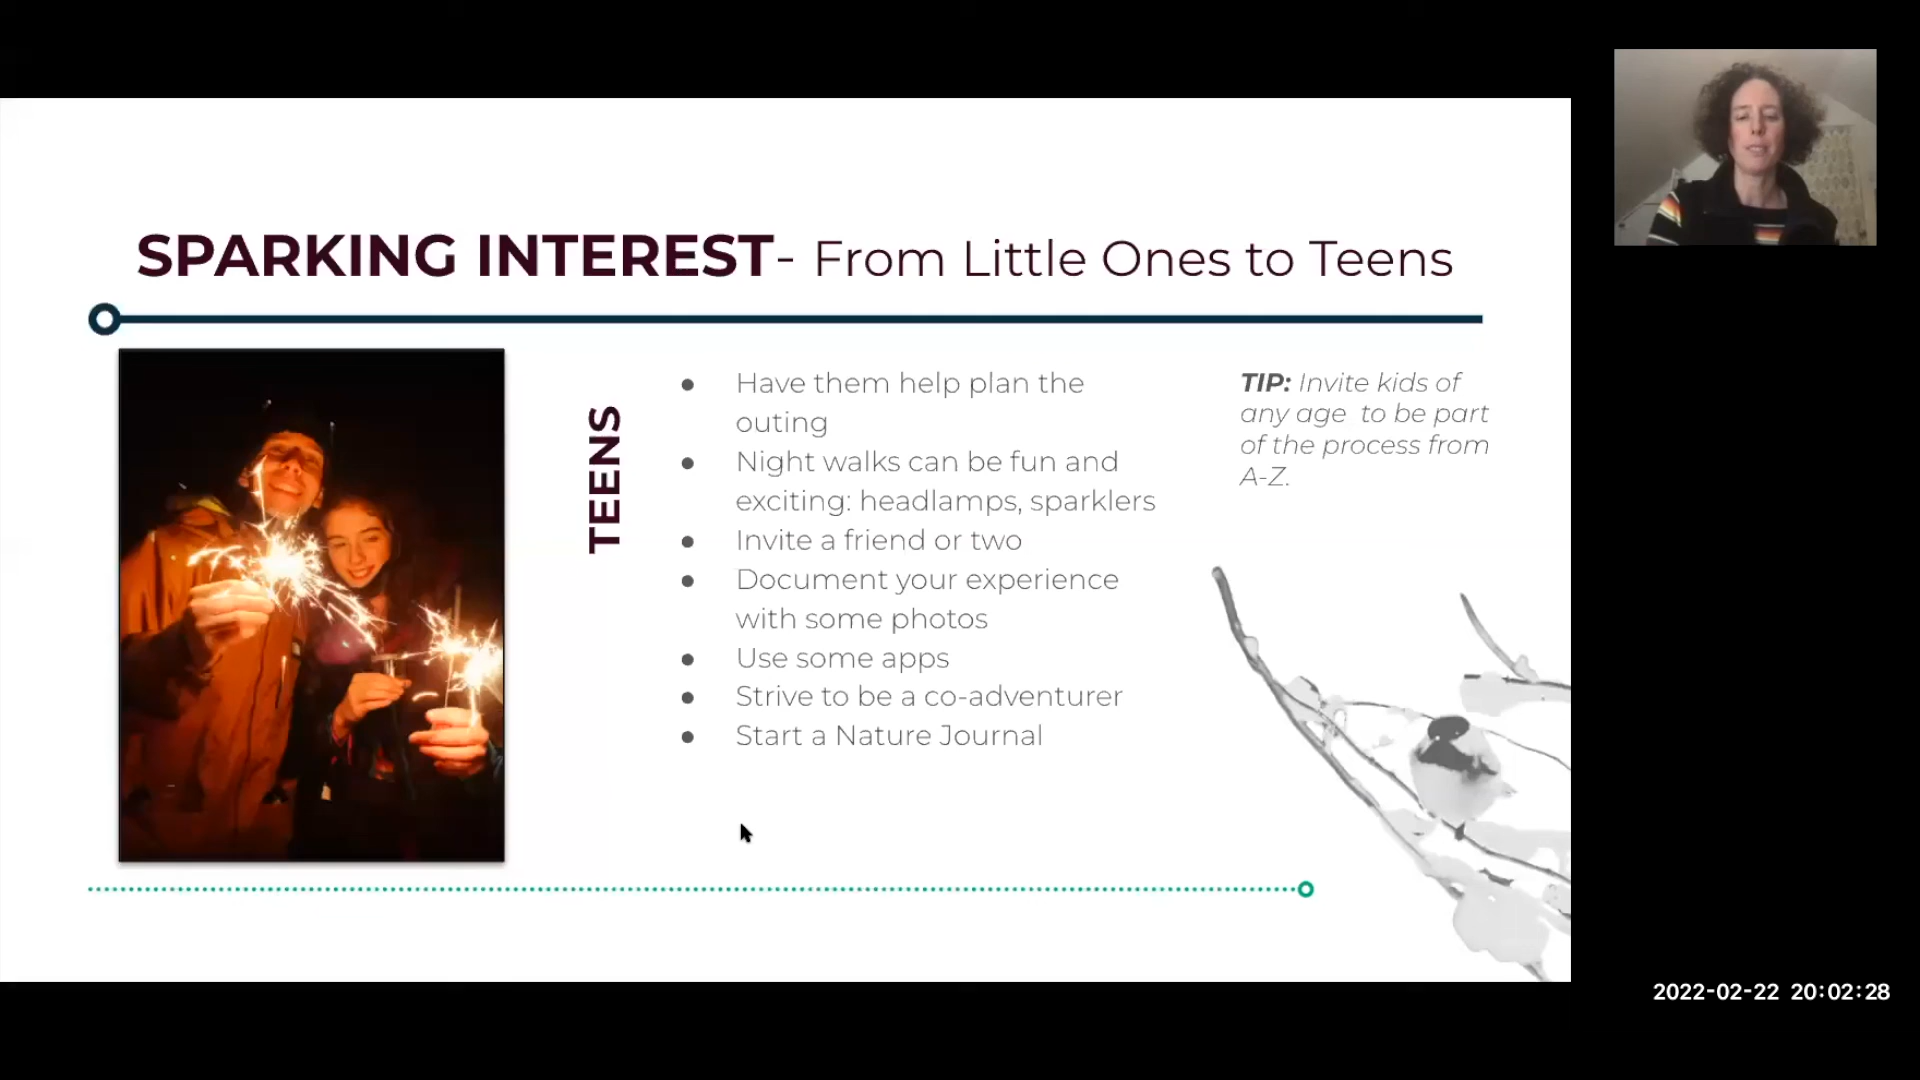 SPARKING INTEREST- From Little Ones to Teens
TEENS
● Have them help plan the
outing
● Night walks can be fun and
exciting: headlamps, sparklers
● Invite a friend or two
● Document your experience
with some photos
● Use some apps
● Strive to be a co-adventurer
● Start a Nature Journal
TIP: Invite kids of
any age to be part
of the process from
A-Z.
2022-02-22 20:02:28